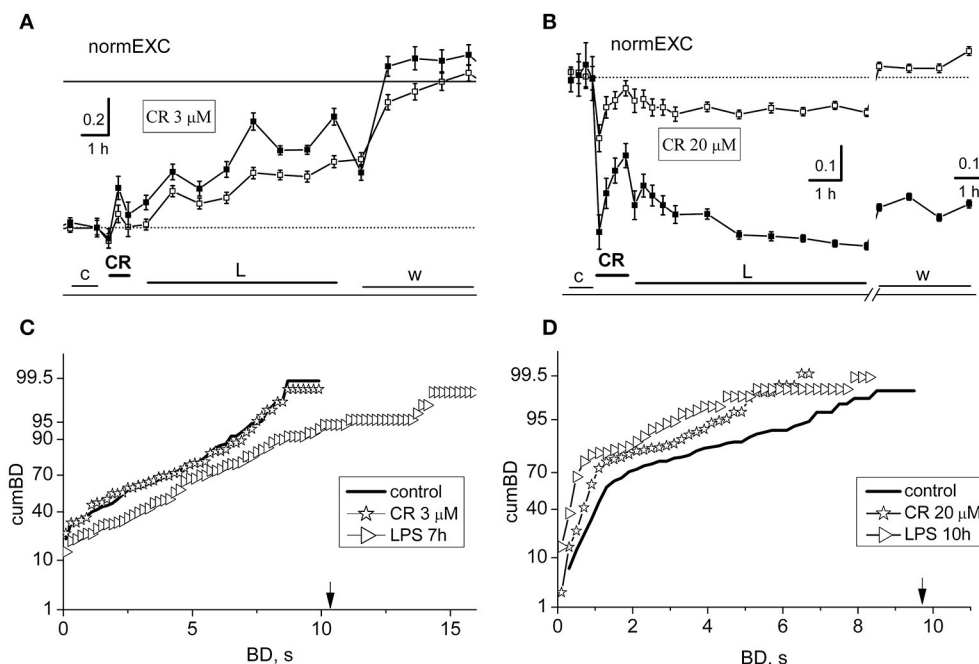 A
normEXC
CR 3 μM
0.2
1 h
c
CR
L
w
B
normEXC
CR 20 μM
0.1
1 h
0.1
1 h
c
CR
L
w
C
99.5
95
90
70
40
10
1
cumBD
control
CR 3 μM
LPS 7h
0
5
10
15
BD, s
D
99.5
95
70
40
10
1
cumBD
control
CR 20 μM
LPS 10h
0
2
4
6
8
10
BD, s